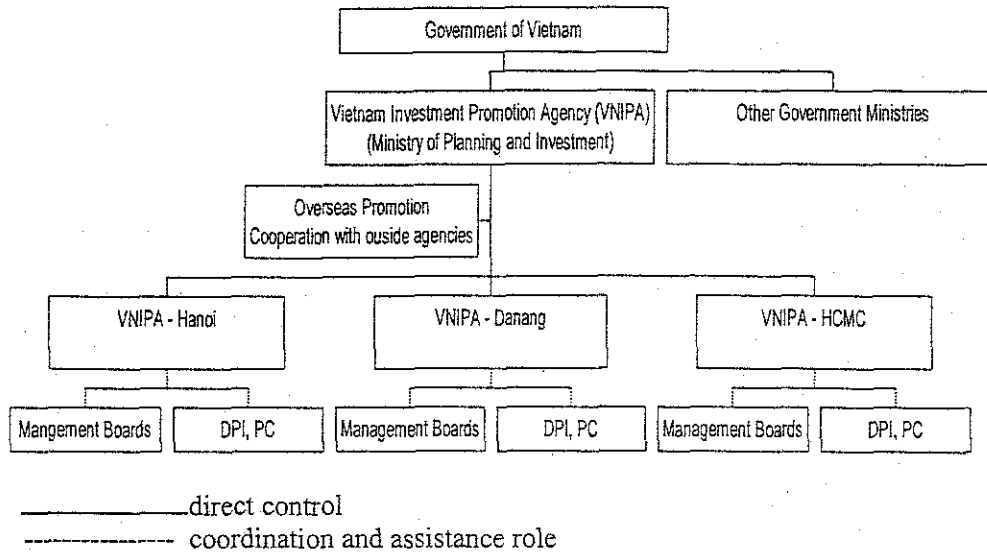 Government of Vietnam
Vietnam Investment Promotion Agency (VNIPA)
(Ministry of Planning and Investment)
Other Government Ministries
Overseas Promotion
Cooperation with ouside agencies
VNIPA - Hanoi
VNIPA - Danang
VNIPA - HCMC
Mangement Boards
DPI, PC
Management Boards
DPI, PC
Management Boards
DPI, PC
direct control
coordination and assistance role